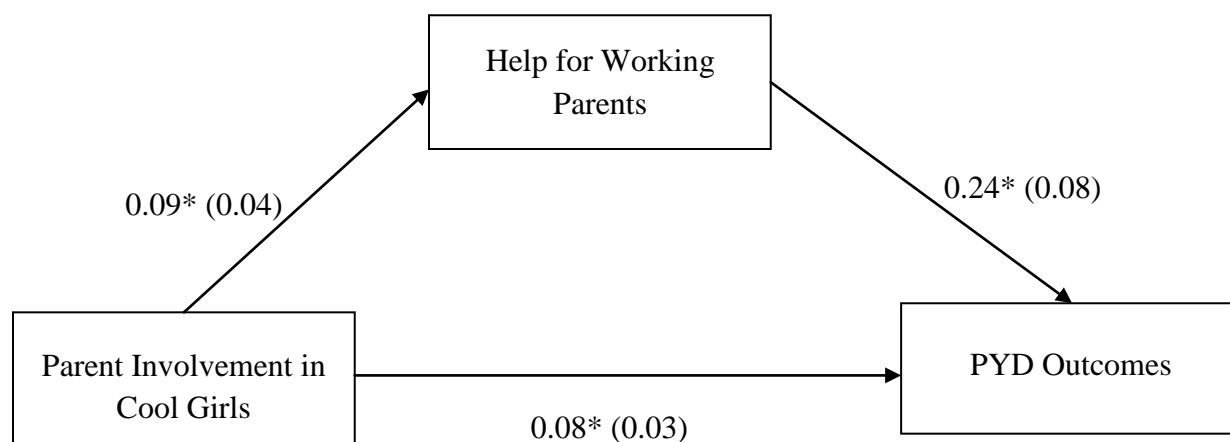 Help for Working
Parents
0.09* (0.04)
0.24* (0.08)
Parent Involvement in
Cool Girls
PYD Outcomes
0.08* (0.03)